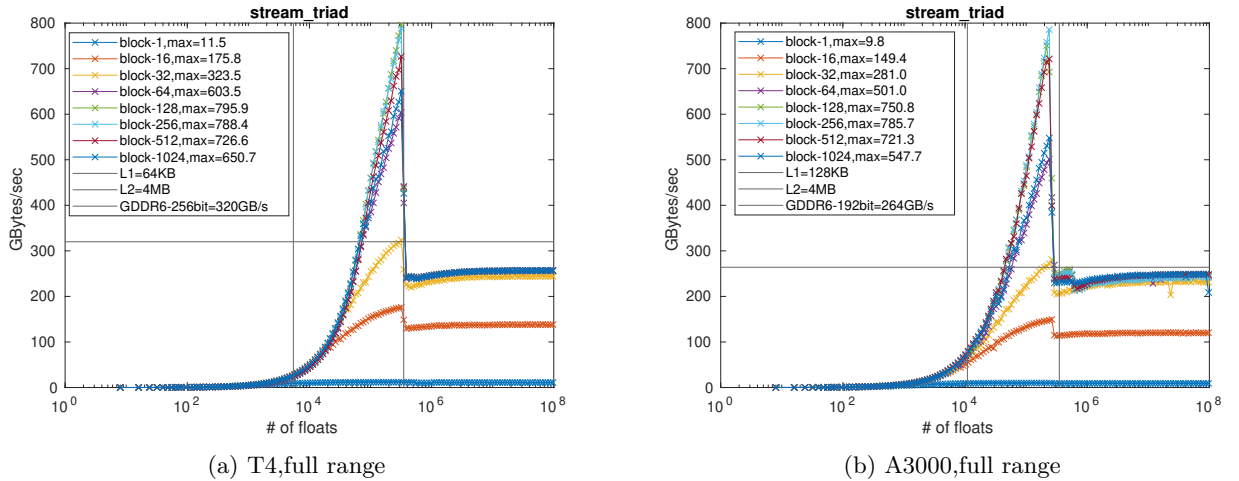 stream_triad
800
700
600
500
400
300
200
100
0
GBytes/sec
block-1,max=11.5
block-16,max=175.8
block-32,max=323.5
block-64,max=603.5
block-128,max=795.9
block-256,max=788.4
block-512,max=726.6
block-1024,max=650.7
L1=64KB
L2=4MB
GDDR6-256bit=320GB/s
10^0 10^2 10^4 10^6 10^8
# of floats
(a) T4,full range
stream_triad
800
700
600
500
400
300
200
100
0
GBytes/sec
block-1,max=9.8
block-16,max=149.4
block-32,max=281.0
block-64,max=501.0
block-128,max=750.8
block-256,max=785.7
block-512,max=721.3
block-1024,max=547.7
L1=128KB
L2=4MB
GDDR6-192bit=264GB/s
10^0 10^2 10^4 10^6 10^8
# of floats
(b) A3000,full range